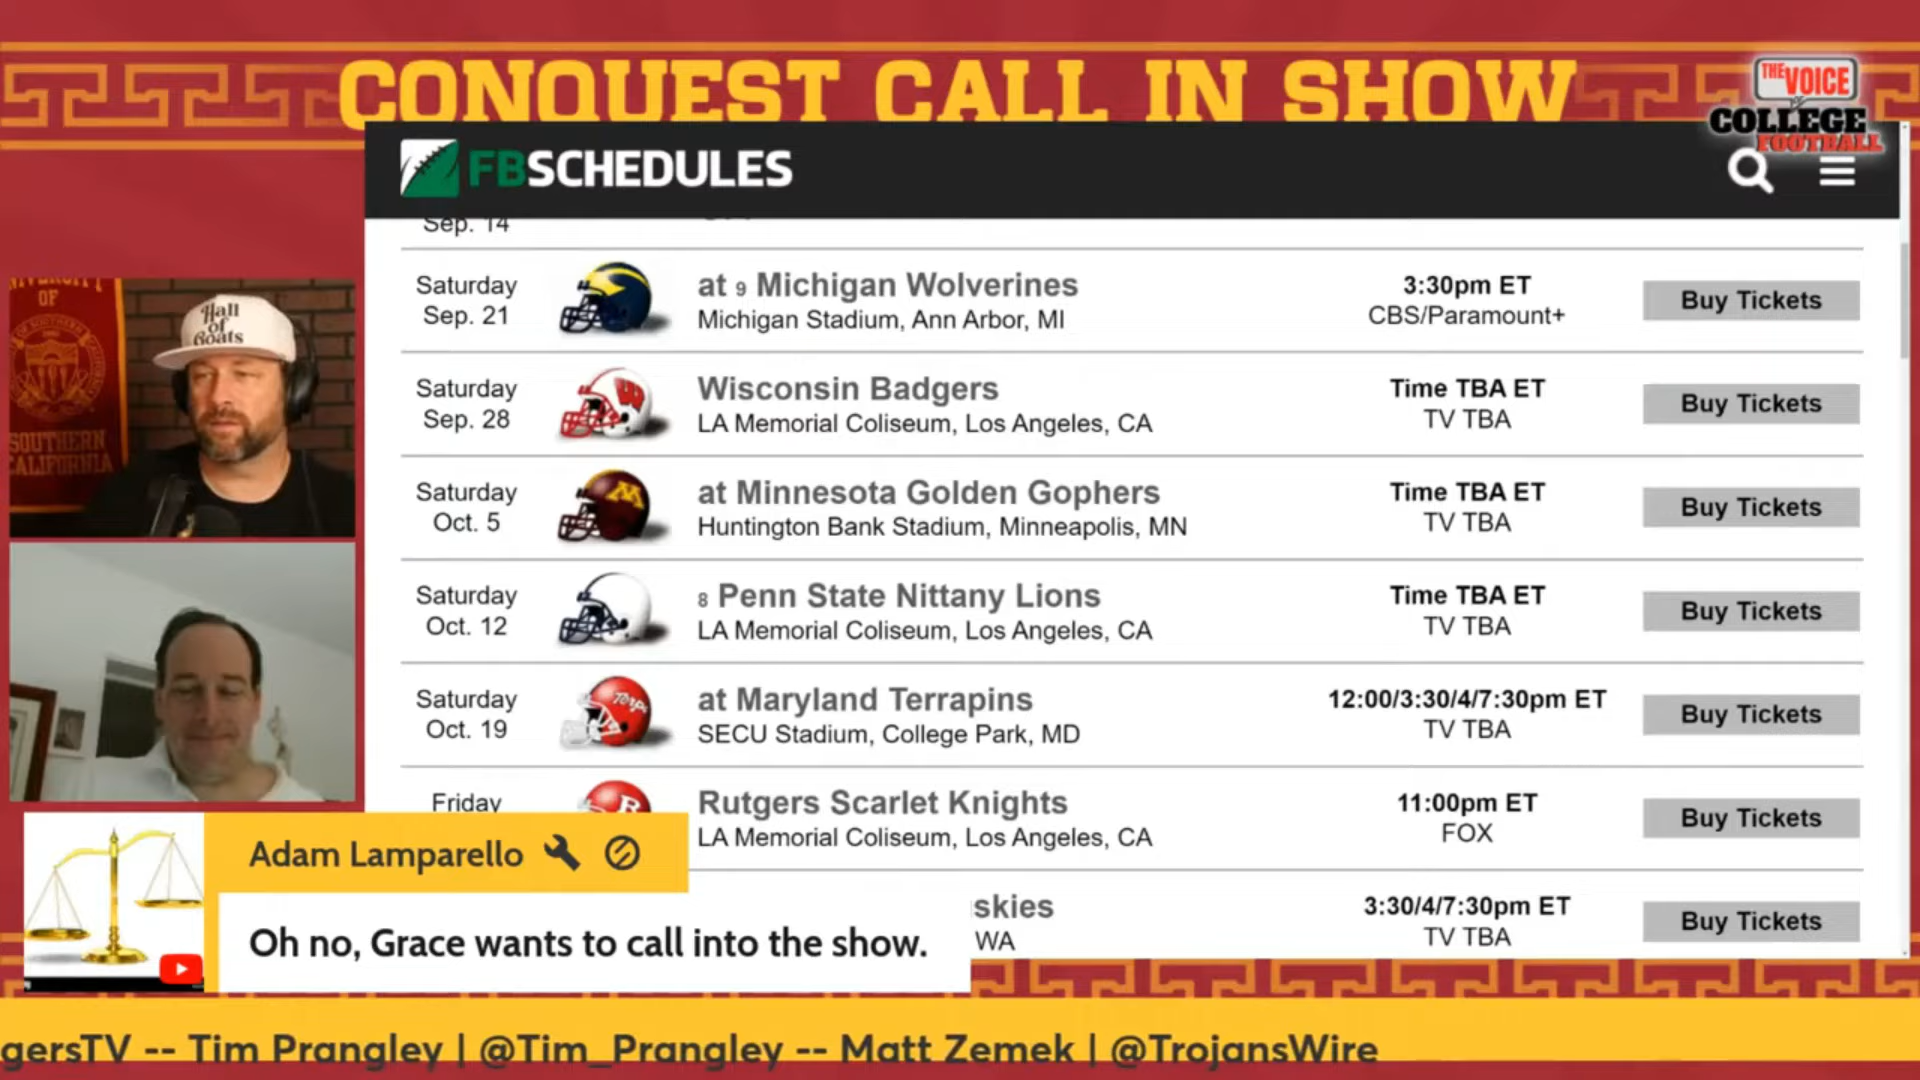 CONQUEST CALL IN SHOW
THE VOICE
OF
COLLEGE
FOOTBALL
FBSCHEDULES
Sep. 14
Saturday
Sep. 21
at 9 Michigan Wolverines
Michigan Stadium, Ann Arbor, MI
3:30pm ET
CBS/Paramount+
Buy Tickets
Saturday
Sep. 28
Wisconsin Badgers
LA Memorial Coliseum, Los Angeles, CA
Time TBA ET
TV TBA
Buy Tickets
Saturday
Oct. 5
at Minnesota Golden Gophers
Huntington Bank Stadium, Minneapolis, MN
Time TBA ET
TV TBA
Buy Tickets
Saturday
Oct. 12
8 Penn State Nittany Lions
LA Memorial Coliseum, Los Angeles, CA
Time TBA ET
TV TBA
Buy Tickets
Saturday
Oct. 19
Terps
at Maryland Terrapins
SECU Stadium, College Park, MD
12:00/3:30/4/7:30pm ET
TV TBA
Buy Tickets
Friday
R
Rutgers Scarlet Knights
LA Memorial Coliseum, Los Angeles, CA
11:00pm ET
FOX
Buy Tickets
skies
WA
3:30/4/7:30pm ET
TV TBA
Buy Tickets
UNIVERSITY
OF
SOUTHERN
CALIFORNIA
Hall
of
Goats
Adam Lamparello
Oh no, Grace wants to call into the show.
gersTV -- Tim Prangley | @Tim_Prangley -- Matt Zemek | @TrojansWire